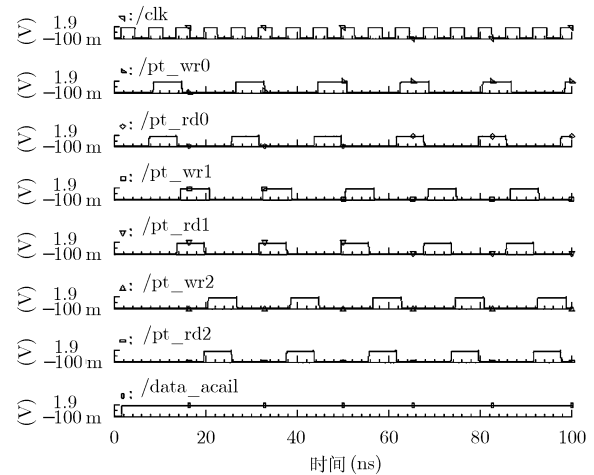 /clk
(V) 1.9
−100 m
/pt_wr0
(V) 1.9
−100 m
/pt_rd0
(V) 1.9
−100 m
/pt_wr1
(V) 1.9
−100 m
/pt_rd1
(V) 1.9
−100 m
/pt_wr2
(V) 1.9
−100 m
/pt_rd2
(V) 1.9
−100 m
/data_acail
(V) 1.9
−100 m
0 20 40 60 80 100
时间 (ns)